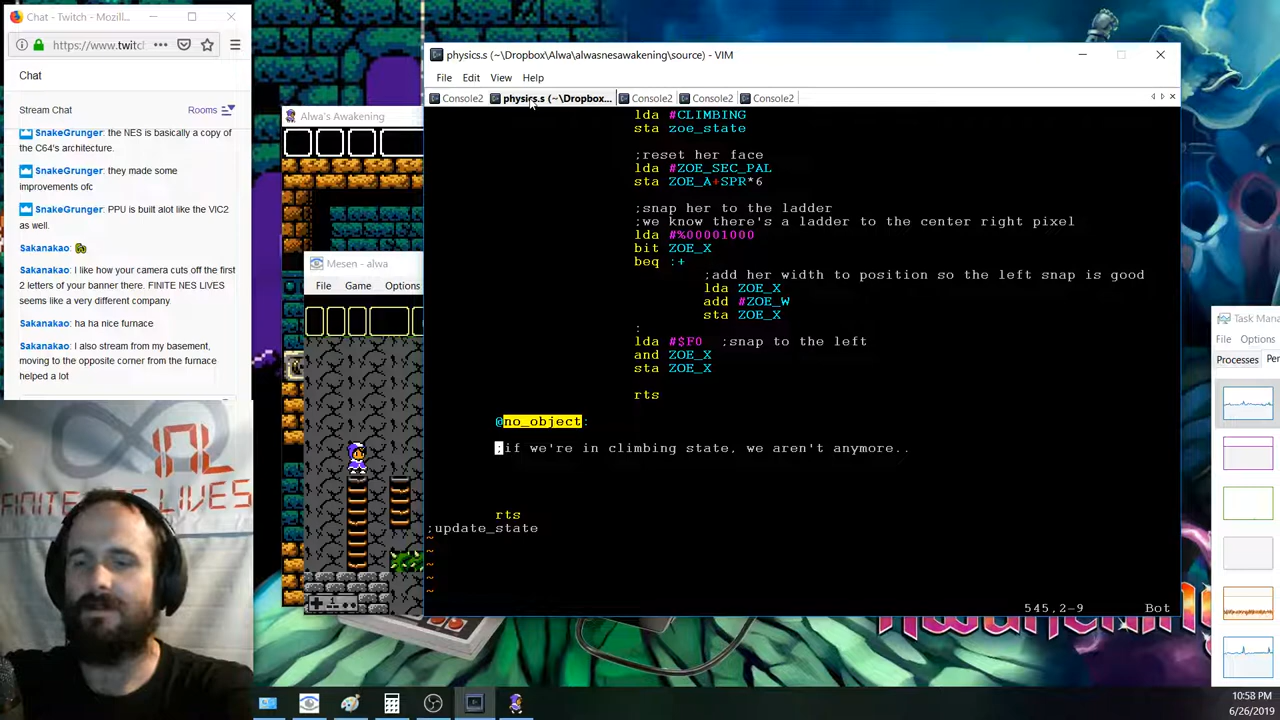 Chat - Twitch - Mozill...
https://www.twitch
Chat
Stream Chat
Rooms
SnakeGrunger: the NES is basically a copy of
the C64's architecture.
SnakeGrunger: they made some
improvements ofc
SnakeGrunger: PPU is built alot like the VIC2
as well.
Sakanakao:
Sakanakao: I like how your camera cuts off the first
2 letters of your banner there. FINITE NES LIVES
seems like a very different company.
Sakanakao: ha ha nice furnace
Sakanakao: I also stream from my basement,
moving to the opposite corner from the furnace
helped a lot
FINITE NES LIVES
Alwa's Awakening
Mesen - alwa
File Game Options
physics.s (~\Dropbox\Alwa\alwasnesawakening\source) - VIM
File Edit View Help
Console2 physics.s (~\Dropbox... Console2 Console2 Console2
lda #CLIMBING
sta zoe_state
;reset her face
lda #ZOE_SEC_PAL
sta ZOE_A+SPR*6
;snap her to the ladder
;we know there's a ladder to the center right pixel
lda #%00001000
bit ZOE_X
beq :+
;add her width to position so the left snap is good
lda ZOE_X
add #ZOE_W
sta ZOE_X
:
lda #$F0 ;snap to the left
and ZOE_X
sta ZOE_X
rts
@no_object:
;if we're in climbing state, we aren't anymore..
rts
;update_state
~
~
~
~
~
545,2-9 Bot
Task Mana
File Options
Processes Per
10:58 PM
6/26/2019